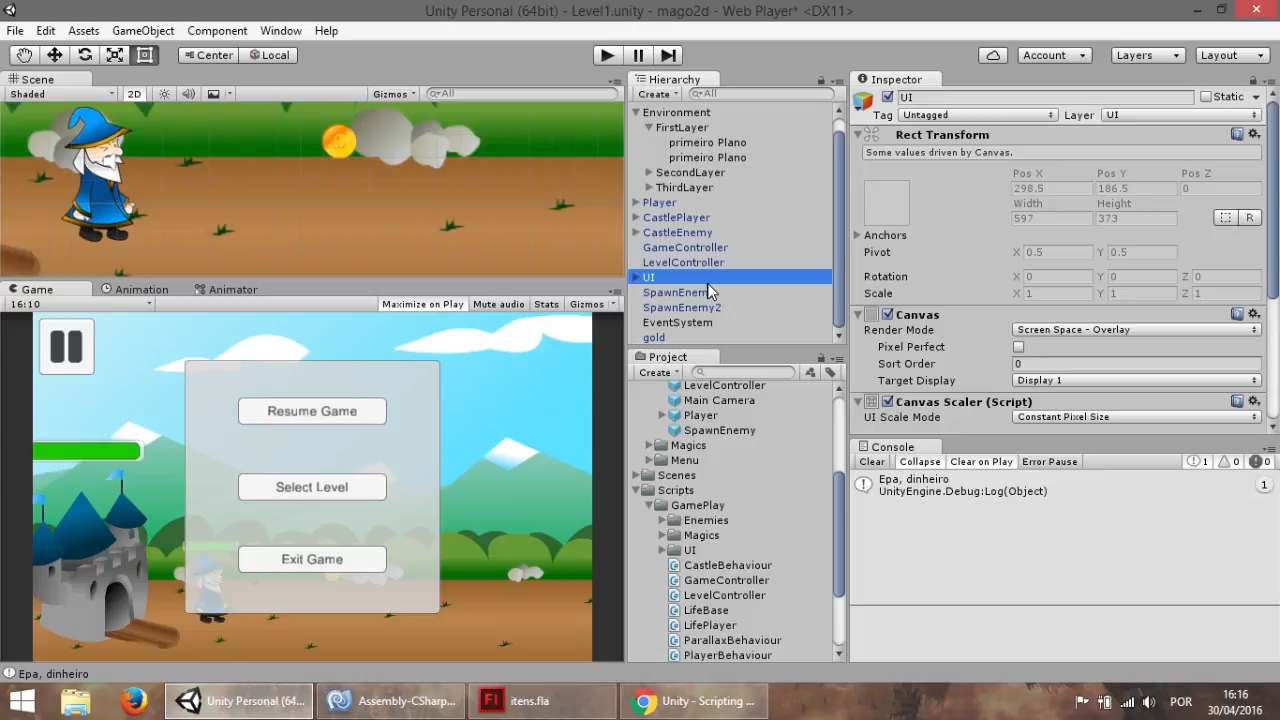 Unity Personal (64bit) - Level1.unity - mago2d - Web Player* <DX11>
File Edit Assets GameObject Component Window Help
Center Local
Account Layers Layout
Scene
Shaded 2D Gizmos All
Game Animation Animator
16:10 Maximize on Play Mute audio Stats Gizmos
Resume Game
Select Level
Exit Game
Hierarchy
Create All
Environment
FirstLayer
primeiro Plano
primeiro Plano
SecondLayer
ThirdLayer
Player
CastlePlayer
CastleEnemy
GameController
LevelController
UI
SpawnEnemy
SpawnEnemy2
EventSystem
gold
Project
Create
LevelController
Main Camera
Player
SpawnEnemy
Magics
Menu
Scenes
Scripts
GamePlay
Enemies
Magics
UI
CastleBehaviour
GameController
LevelController
LifeBase
LifePlayer
ParallaxBehaviour
PlayerBehaviour
Inspector
UI Static
Tag Untagged Layer UI
Rect Transform
Some values driven by Canvas.
Pos X Pos Y Pos Z
298.5 186.5 0
Width Height
597 373 R
Anchors
Pivot X 0.5 Y 0.5
Rotation X 0 Y 0 Z 0
Scale X 1 Y 1 Z 1
Canvas
Render Mode Screen Space - Overlay
Pixel Perfect
Sort Order 0
Target Display Display 1
Canvas Scaler (Script)
UI Scale Mode Constant Pixel Size
Console
Clear Collapse Clear on Play Error Pause 1 0 0
Epa, dinheiro
UnityEngine.Debug:Log(Object)
1
Epa, dinheiro
Unity Personal (64... Assembly-CSharp... Fl itens.fla Unity - Scripting ...
POR
16:16
30/04/2016